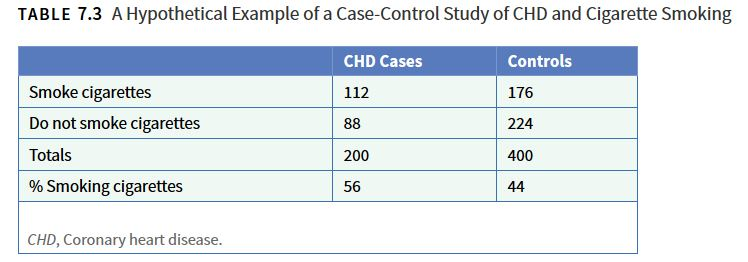 TABLE 7.3 A Hypothetical Example of a Case-Control Study of CHD and Cigarette Smoking
CHD Cases Controls
Smoke cigarettes 112 176
Do not smoke cigarettes 88 224
Totals 200 400
% Smoking cigarettes 56 44
CHD, Coronary heart disease.